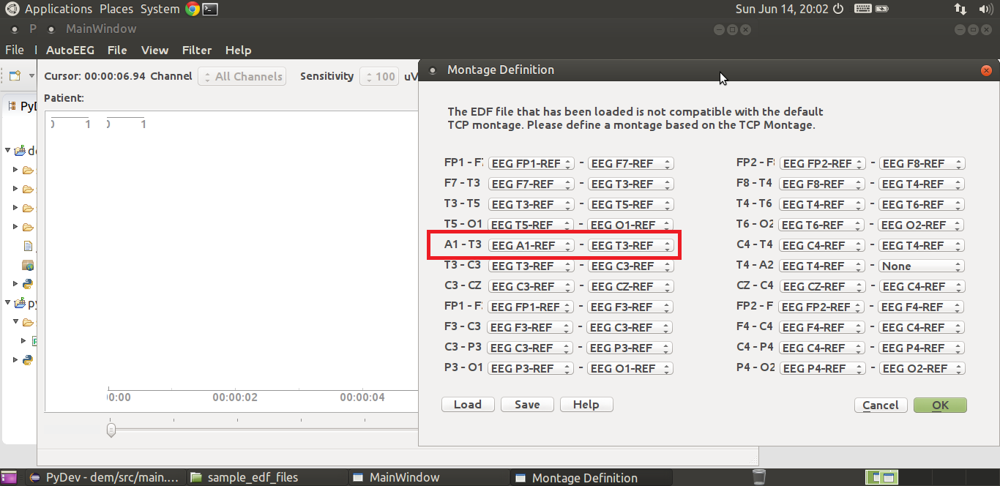 Applications Places System Sun Jun 14, 20:02
P MainWindow
File AutoEEG File View Filter Help
Cursor: 00:00:06.94 Channel All Channels Sensitivity 100 uV
Patient:
0 1 0 1
PyD
de
py
:00:00 00:00:02 00:00:04
Montage Definition
The EDF file that has been loaded is not compatible with the default
TCP montage. Please define a montage based on the TCP Montage.
FP1 - F7 EEG FP1-REF - EEG F7-REF FP2 - F8 EEG FP2-REF - EEG F8-REF
F7 - T3 EEG F7-REF - EEG T3-REF F8 - T4 EEG F8-REF - EEG T4-REF
T3 - T5 EEG T3-REF - EEG T5-REF T4 - T6 EEG T4-REF - EEG T6-REF
T5 - O1 EEG T5-REF - EEG O1-REF T6 - O2 EEG T6-REF - EEG O2-REF
A1 - T3 EEG A1-REF - EEG T3-REF C4 - T4 EEG C4-REF - EEG T4-REF
T3 - C3 EEG T3-REF - EEG C3-REF T4 - A2 EEG T4-REF - None
C3 - CZ EEG C3-REF - EEG CZ-REF CZ - C4 EEG CZ-REF - EEG C4-REF
FP1 - F EEG FP1-REF - EEG F3-REF FP2 - F EEG FP2-REF - EEG F4-REF
F3 - C3 EEG F3-REF - EEG C3-REF F4 - C4 EEG F4-REF - EEG C4-REF
C3 - P3 EEG C3-REF - EEG P3-REF C4 - P4 EEG C4-REF - EEG P4-REF
P3 - O1 EEG P3-REF - EEG O1-REF P4 - O2 EEG P4-REF - EEG O2-REF
Load Save Help Cancel OK
PyDev - dem/src/main.... sample_edf_files MainWindow Montage Definition